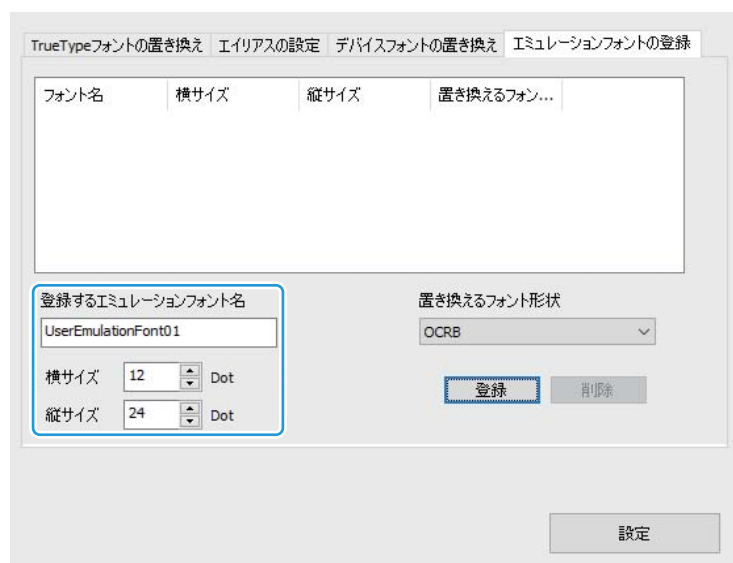 TrueTypeフォントの置き換え エイリアスの設定 デバイスフォントの置き換え エミュレーションフォントの登録
フォント名 横サイズ 縦サイズ 置き換えるフォン...
登録するエミュレーションフォント名 置き換えるフォント形状
UserEmulationFont01 OCRB
横サイズ 12 Dot 登録 削除
縦サイズ 24 Dot
設定